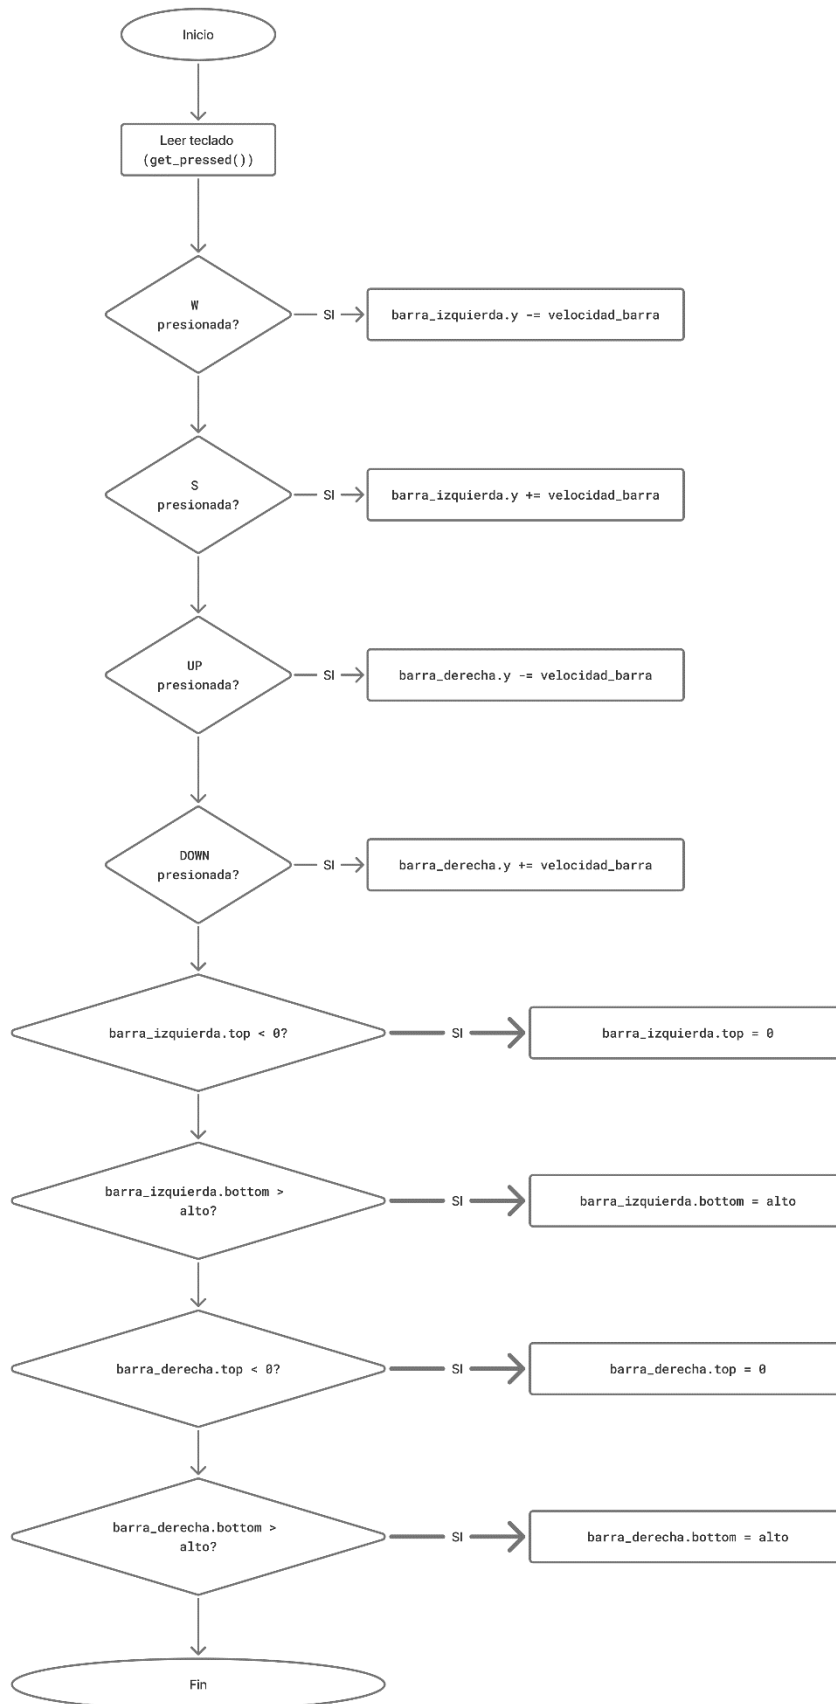 Inicio
Leer teclado
(get_pressed())
W
presionada?
SI
barra_izquierda.y -= velocidad_barra
S
presionada?
SI
barra_izquierda.y += velocidad_barra
UP
presionada?
SI
barra_derecha.y -= velocidad_barra
DOWN
presionada?
SI
barra_derecha.y += velocidad_barra
barra_izquierda.top < 0?
SI
barra_izquierda.top = 0
barra_izquierda.bottom >
alto?
SI
barra_izquierda.bottom = alto
barra_derecha.top < 0?
SI
barra_derecha.top = 0
barra_derecha.bottom >
alto?
SI
barra_derecha.bottom = alto
Fin